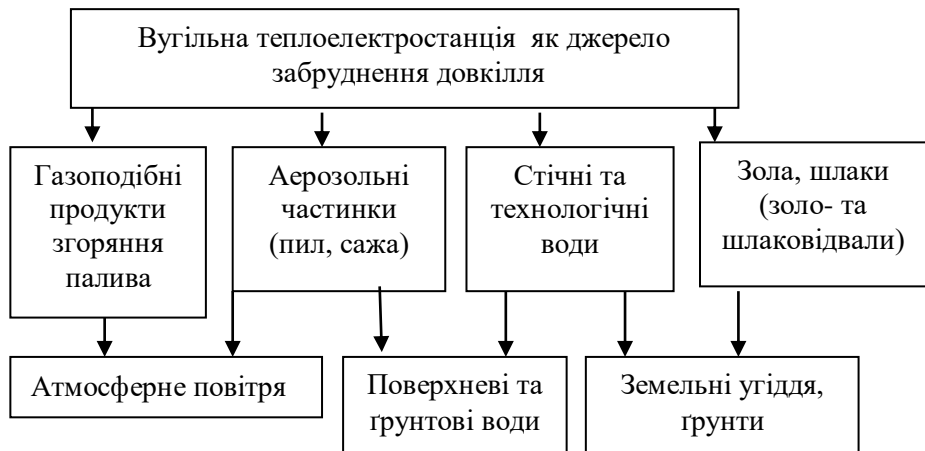 Вугільна теплоелектростанція як джерело
забруднення довкілля
Газоподібні
продукти
згоряння
палива
Аерозольні
частинки
(пил, сажа)
Стічні та
технологічні
води
Зола, шлаки
(золо- та
шлаковідвали)
Атмосферне повітря
Поверхневі та
ґрунтові води
Земельні угіддя,
ґрунти